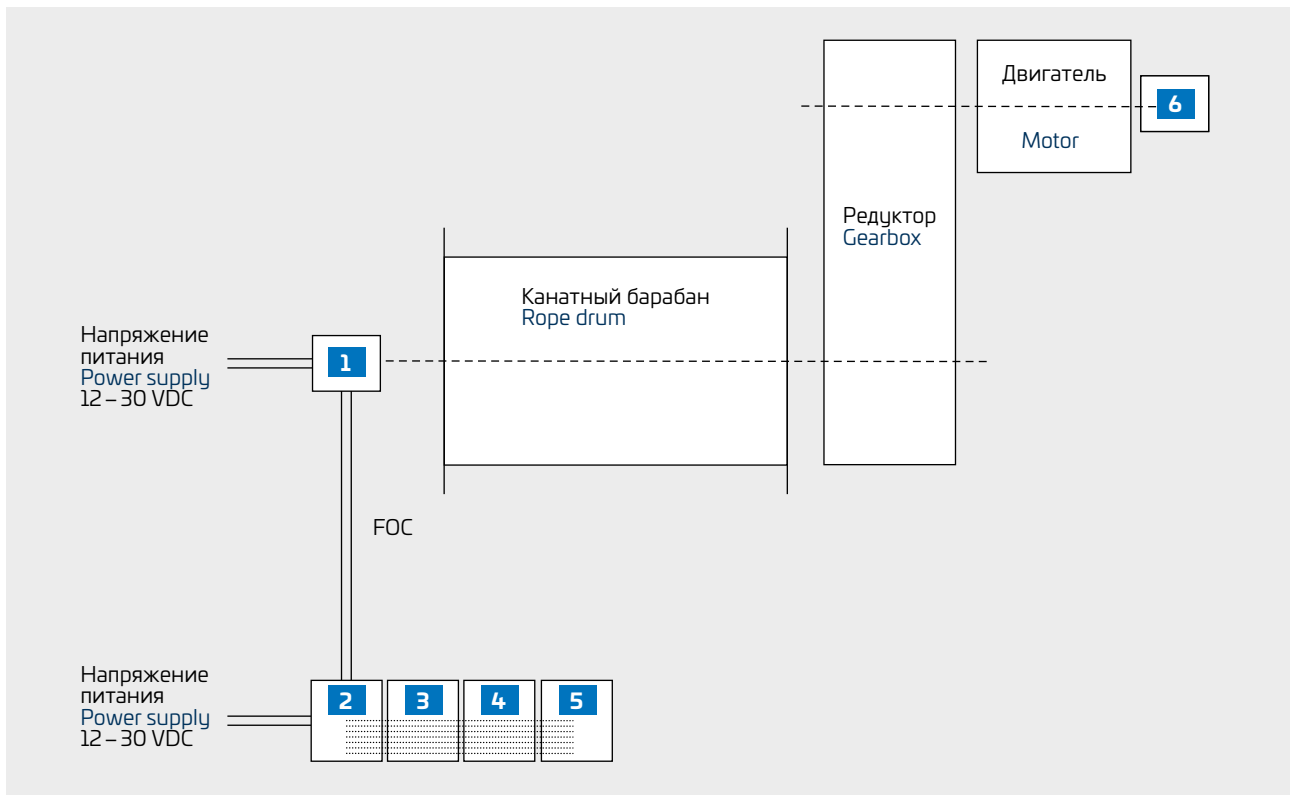 Двигатель
Motor
6
Редуктор
Gearbox
Канатный барабан
Rope drum
Напряжение
питания
Power supply
12 – 30 VDC
1
FOC
Напряжение
питания
Power supply
12 – 30 VDC
2
3
4
5